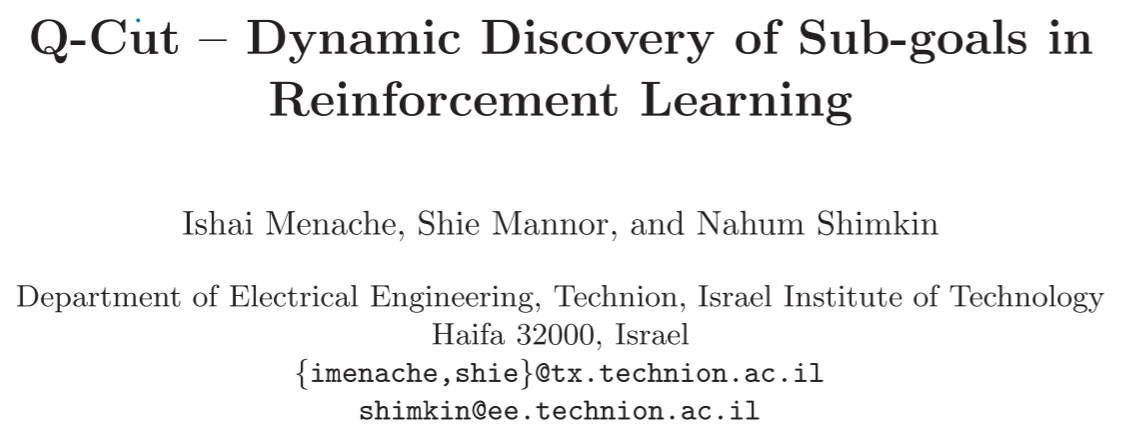 Q-Cut – Dynamic Discovery of Sub-goals in
Reinforcement Learning
Ishai Menache, Shie Mannor, and Nahum Shimkin
Department of Electrical Engineering, Technion, Israel Institute of Technology
Haifa 32000, Israel
{imenache,shie}@tx.technion.ac.il
shimkin@ee.technion.ac.il